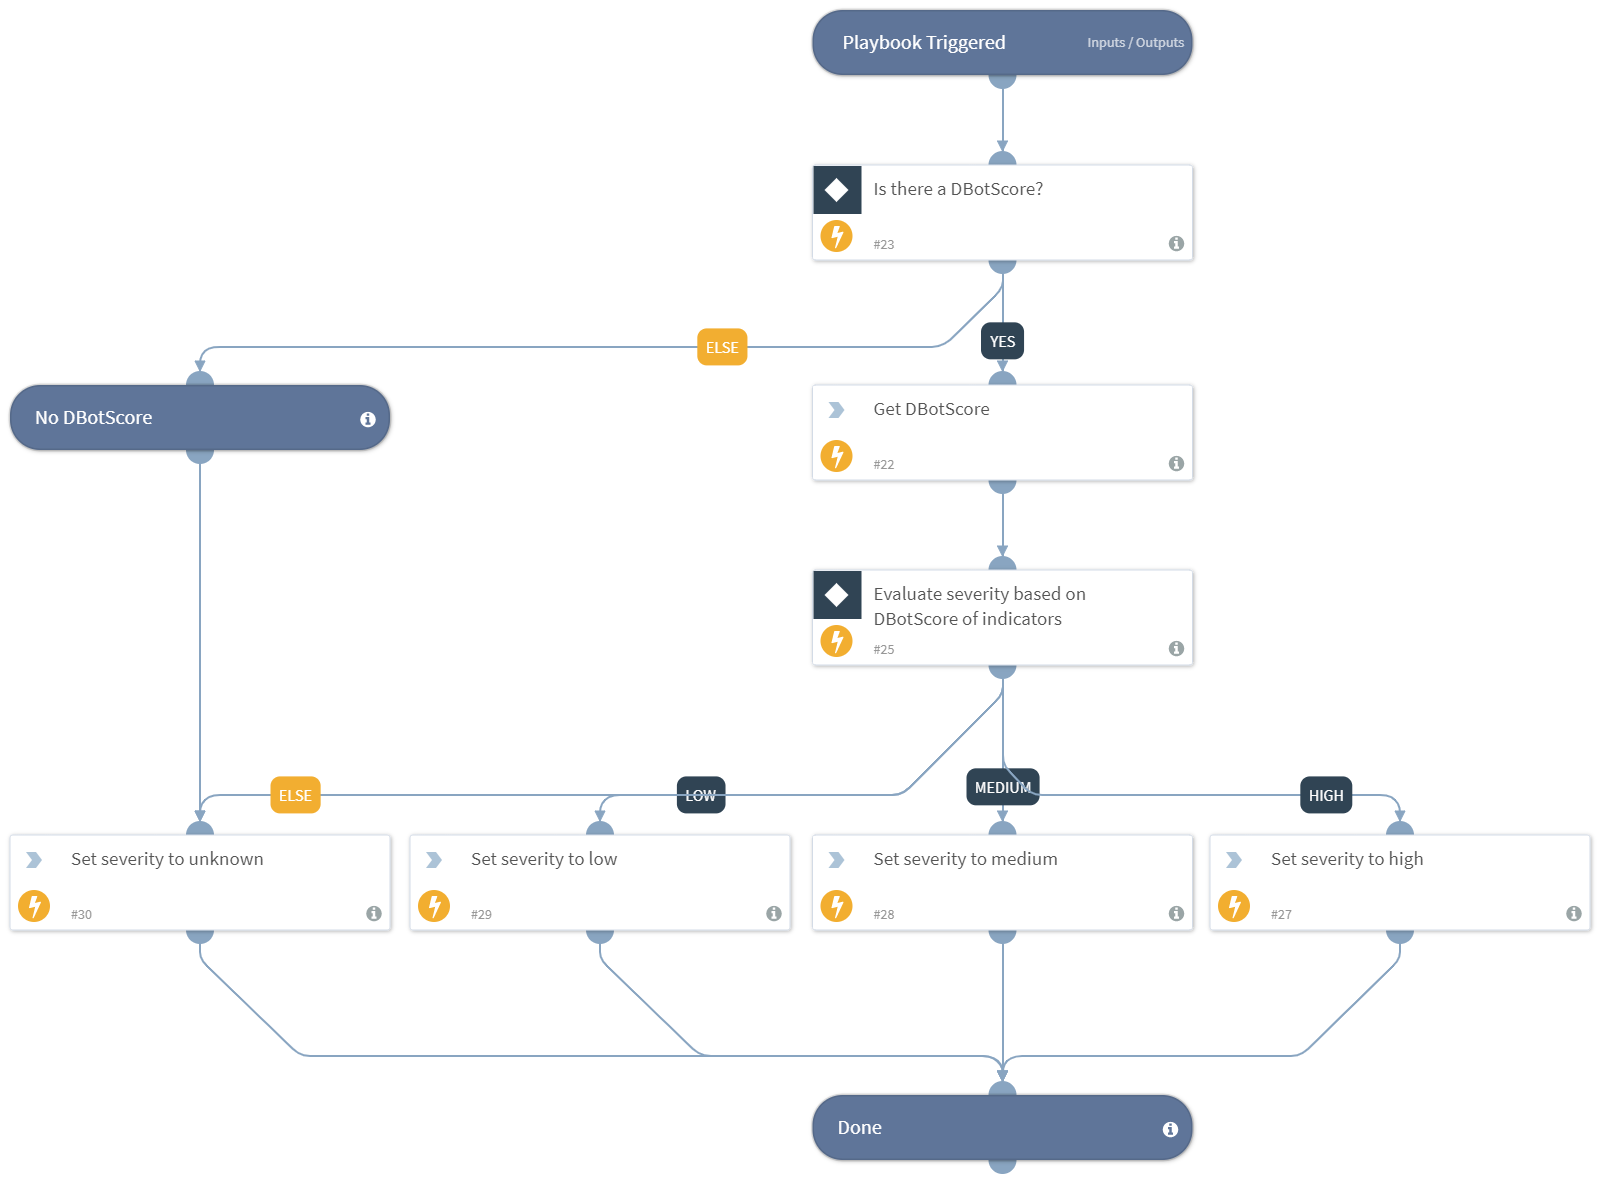 Playbook Triggered
Inputs / Outputs
Is there a DBotScore?
#23
ELSE
YES
No DBotScore
Get DBotScore
#22
Evaluate severity based on
DBotScore of indicators
#25
ELSE
LOW
MEDIUM
HIGH
Set severity to unknown
#30
Set severity to low
#29
Set severity to medium
#28
Set severity to high
#27
Done